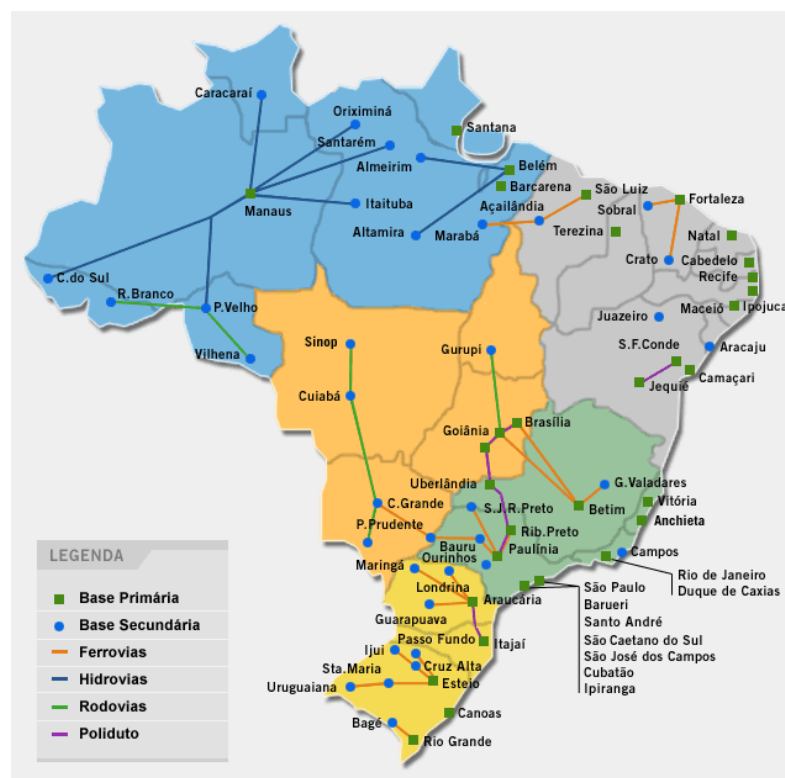 Caracaraí
Oriximiná
Santarém
Almeirim
Santana
Belém
Barcarena
São Luiz
Fortaleza
Manaus
Itaituba
Açailândia
Sobral
Altamira
Marabá
Terezina
Natal
Crato
Cabedelo
Recife
C.do Sul
R.Branco
P.Velho
Juazeiro
Maceió
Ipojuca
Vilhena
Sinop
Gurupi
S.F.Conde
Aracaju
Cuiabá
Jequié
Camaçari
Goiânia
Brasília
Uberlândia
G.Valadares
C.Grande
S.J.R.Preto
Betim
Vitória
P.Prudente
Rib.Preto
Anchieta
Bauru
Paulínia
Ourinhos
Campos
Maringá
Londrina
Araucária
Guarapuava
Rio de Janeiro
Duque de Caxias
São Paulo
Barueri
Santo André
São Caetano do Sul
São José dos Campos
Cubatão
Ipiranga
Passo Fundo
Itajaí
Ijui
Sta.Maria
Cruz Alta
Uruguaiana
Esteio
Bagé
Canoas
Rio Grande
LEGENDA
Base Primária
Base Secundária
Ferrovias
Hidrovias
Rodovias
Poliduto